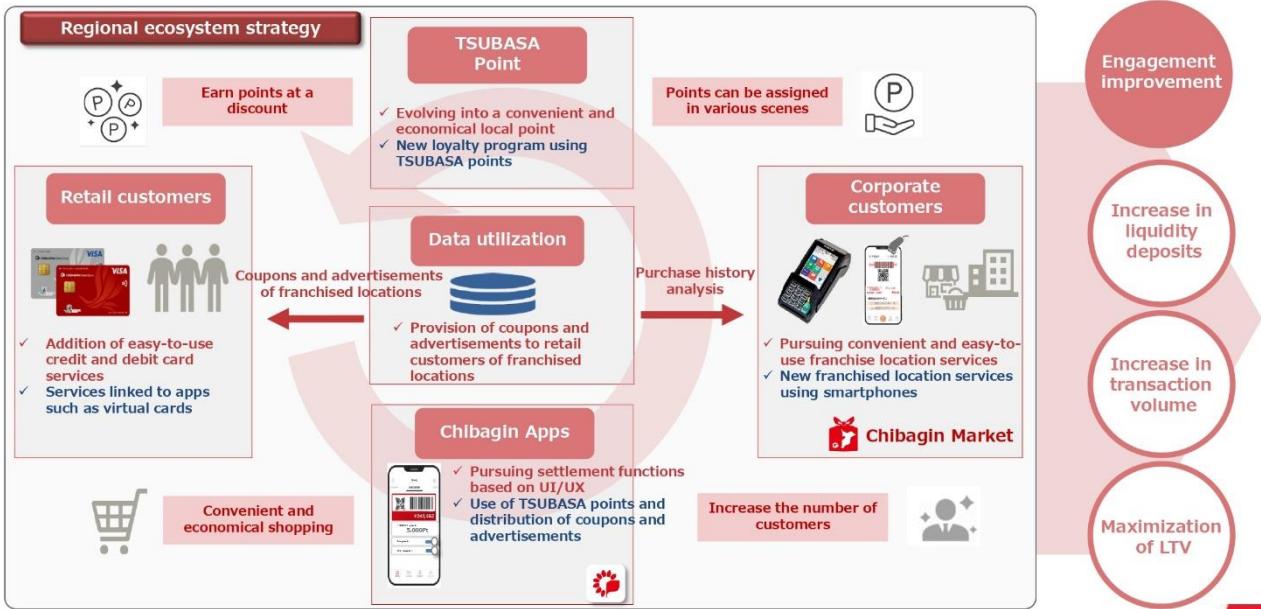 Regional ecosystem strategy
TSUBASA
Point
Evolving into a convenient and
economical local point
New loyalty program using
TSUBASA points
Earn points at a
discount
Points can be assigned
in various scenes
P
P
P
P
Retail customers
VISA
VISA
Addition of easy-to-use
credit and debit card
services
Services linked to apps
such as virtual cards
Coupons and advertisements
of franchised locations
Data utilization
Provision of coupons and
advertisements to retail
customers of franchised
locations
Purchase history
analysis
Corporate
customers
Pursuing convenient and easy-to-
use franchise location services
New franchised location services
using smartphones
Chibagin Market
Chibagin Apps
Pursuing settlement functions
based on UI/UX
Use of TSUBASA points and
distribution of coupons and
advertisements
5,000Pt
Convenient and
economical shopping
Increase the number of
customers
Engagement
improvement
Increase in
liquidity
deposits
Increase in
transaction
volume
Maximization
of LTV